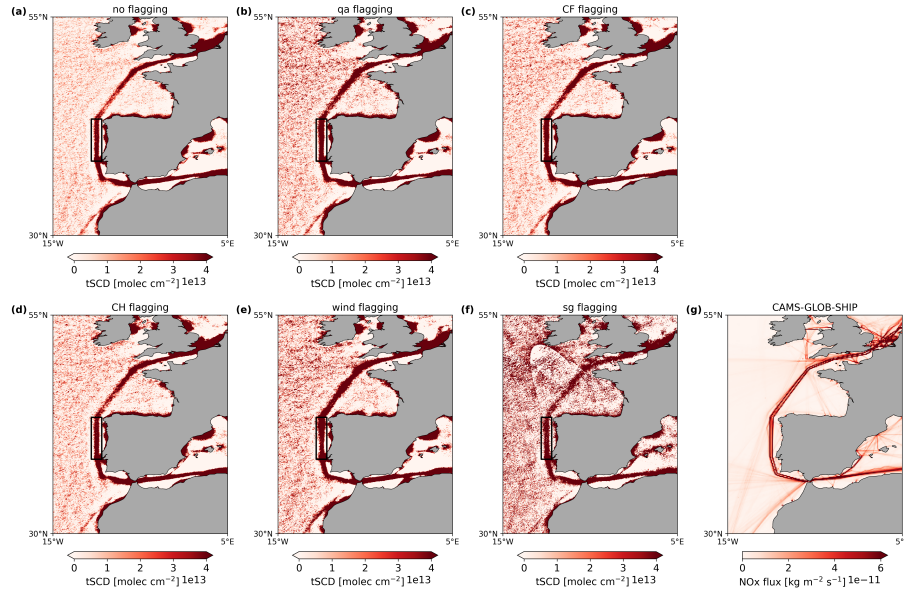 (a) no flagging
55°N
30°N
15°W 5°E
0 1 2 3 4
tSCD [molec cm⁻²] 1e13
(b) qa flagging
55°N
30°N
15°W 5°E
0 1 2 3 4
tSCD [molec cm⁻²] 1e13
(c) CF flagging
55°N
30°N
15°W 5°E
0 1 2 3 4
tSCD [molec cm⁻²] 1e13
(d) CH flagging
55°N
30°N
15°W 5°E
0 1 2 3 4
tSCD [molec cm⁻²] 1e13
(e) wind flagging
55°N
30°N
15°W 5°E
0 1 2 3 4
tSCD [molec cm⁻²] 1e13
(f) sg flagging
55°N
30°N
15°W 5°E
0 1 2 3 4
tSCD [molec cm⁻²] 1e13
(g) CAMS-GLOB-SHIP
55°N
30°N
15°W 5°
0 2 4 6
NOx flux [kg m⁻² s⁻¹] 1e−11